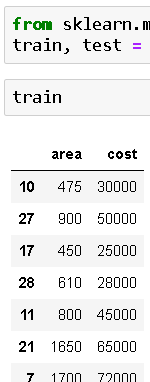 from sklearn.m
train, test =
train
area cost
10 475 30000
27 900 50000
17 450 25000
28 610 28000
11 800 45000
21 1650 65000
7 1700 72000